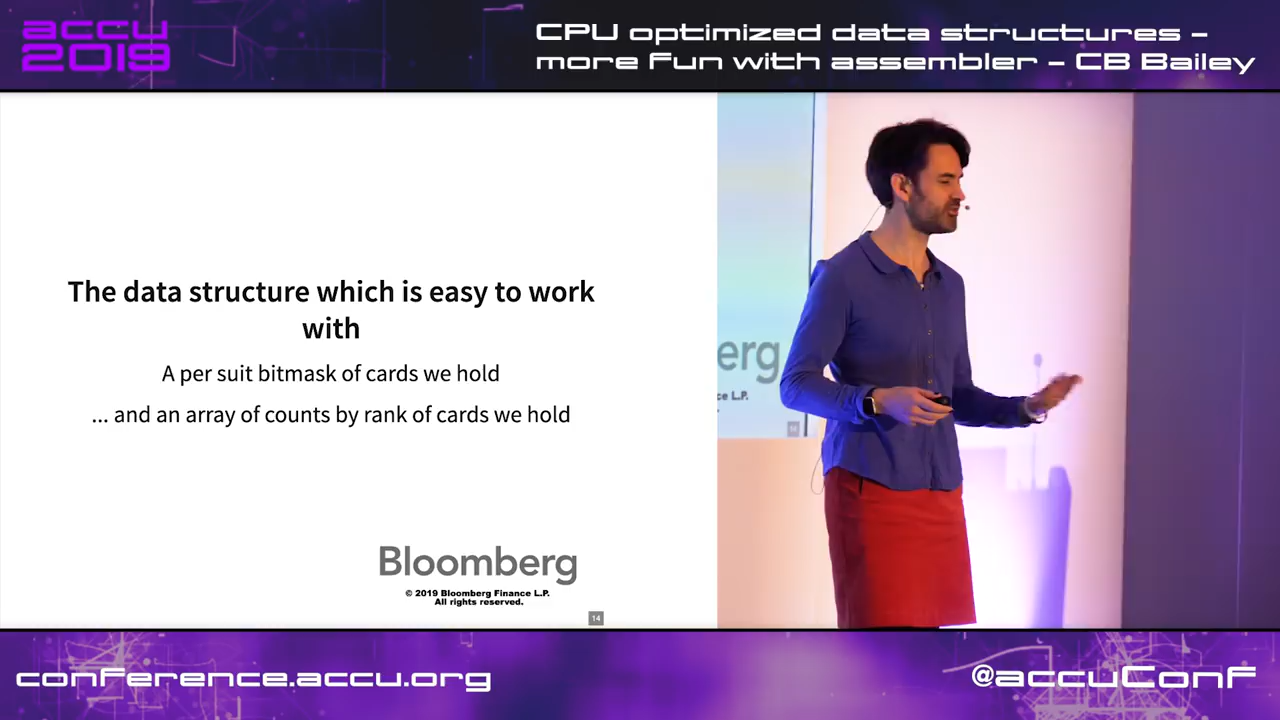 accu
2019
CPU optimized data structures –
more fun with assembler – CB Bailey
The data structure which is easy to work
with
A per suit bitmask of cards we hold
... and an array of counts by rank of cards we hold
Bloomberg
© 2019 Bloomberg Finance L.P.
All rights reserved.
14
erg
ce L.P.
conference.accu.org
@accuConf